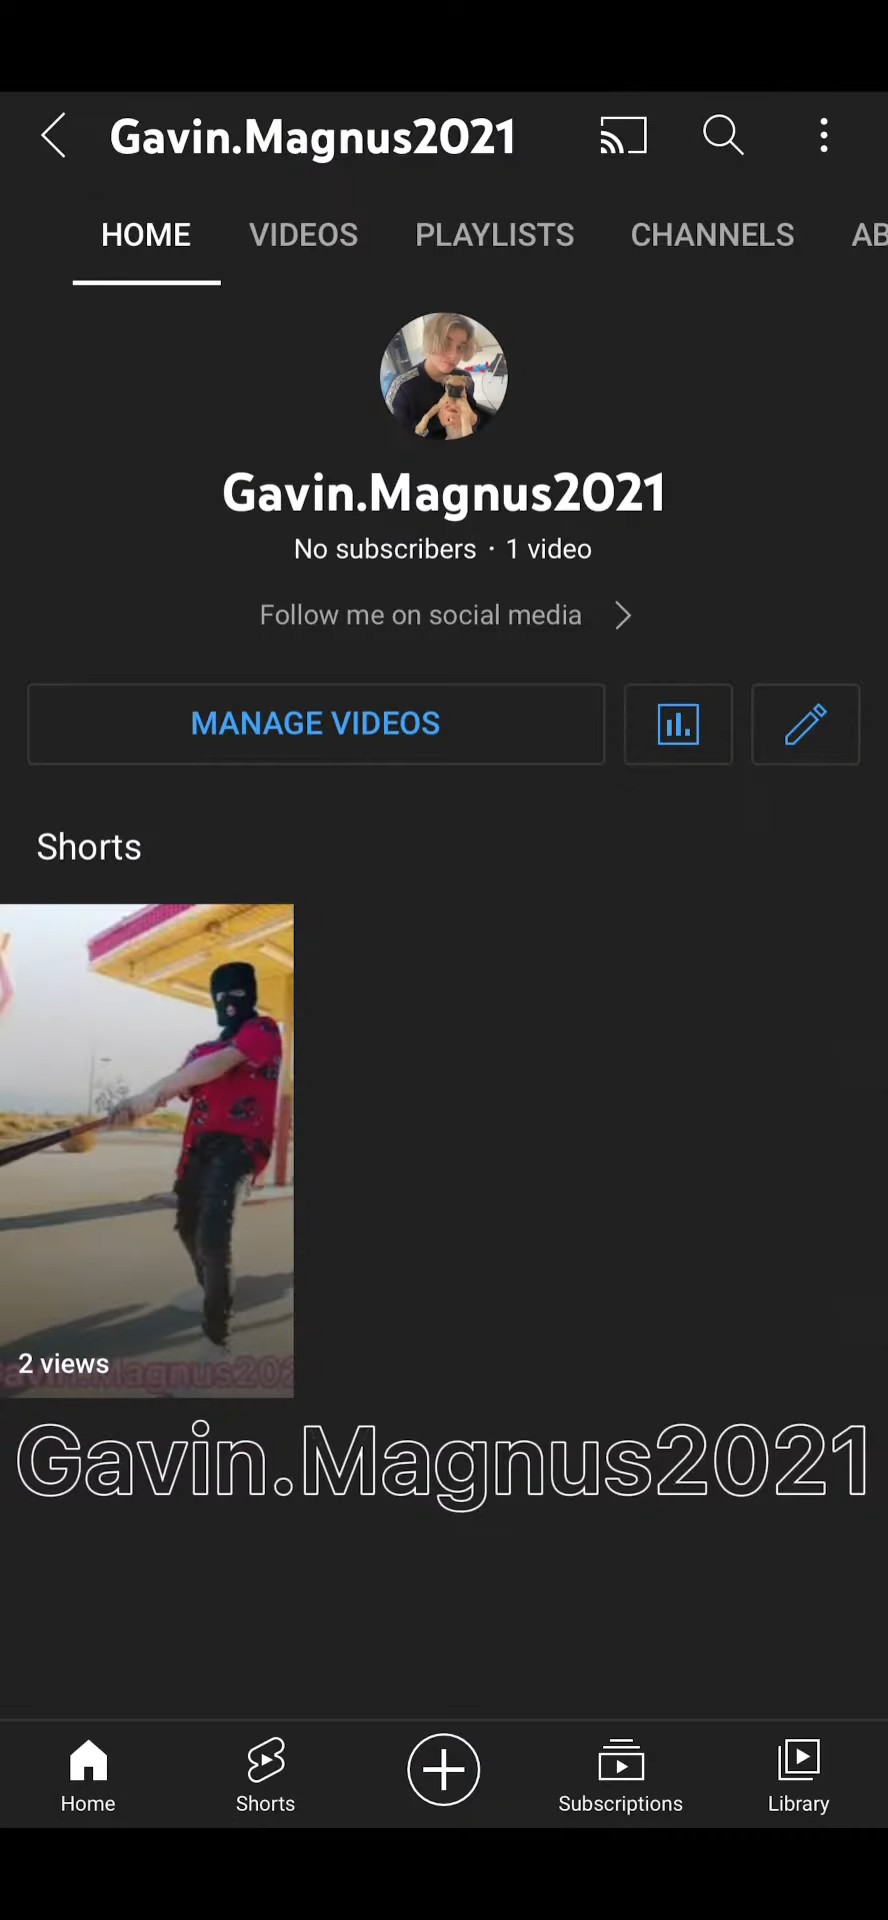 Gavin.Magnus2021
HOME VIDEOS PLAYLISTS CHANNELS AB
Gavin.Magnus2021
No subscribers · 1 video
Follow me on social media
MANAGE VIDEOS
Shorts
2 views
Gavin.Magnus2021
Home Shorts Subscriptions Library